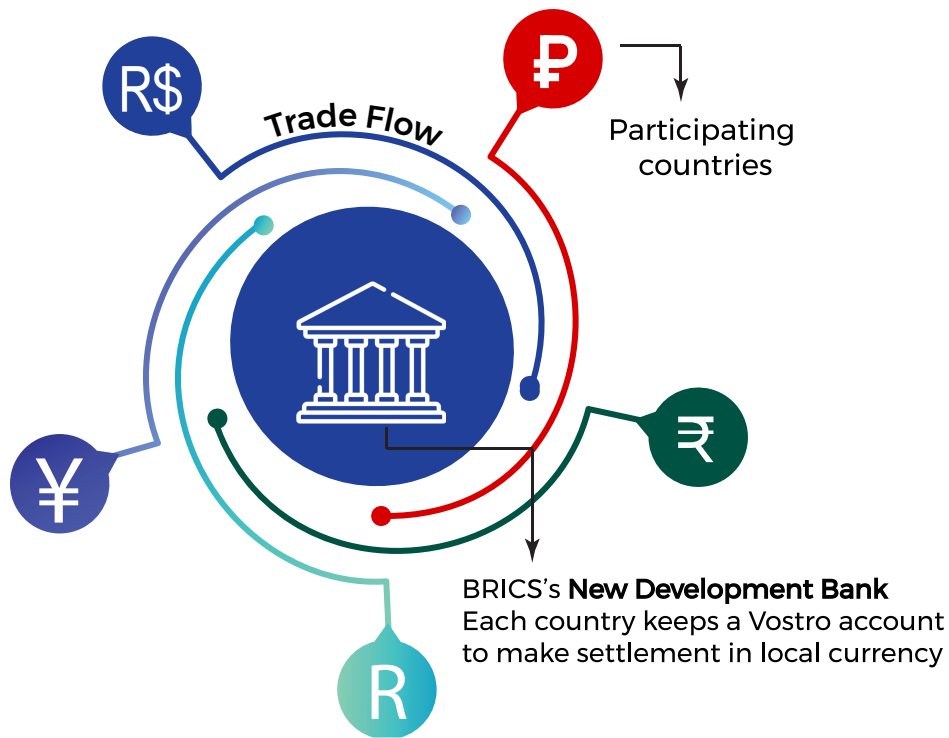 R$
₽
Trade Flow
Participating
countries
₹
¥
BRICS's New Development Bank
Each country keeps a Vostro account
to make settlement in local currency
R